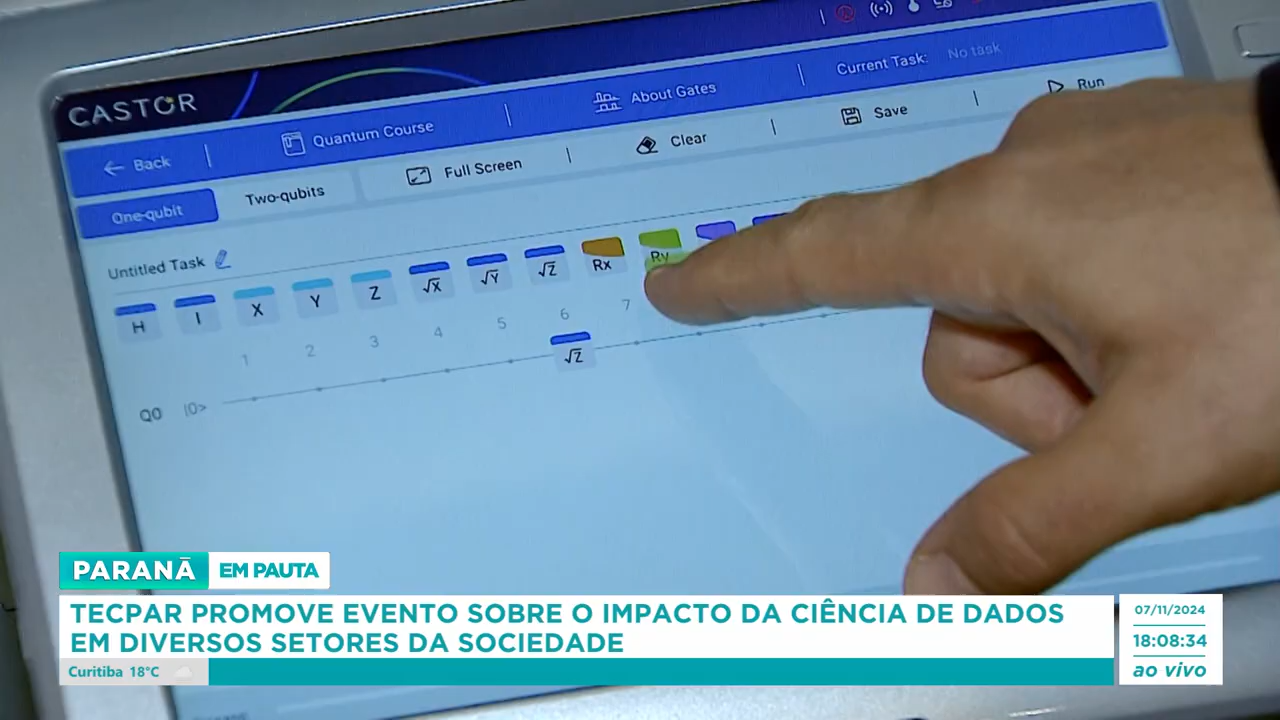 CASTOR
Back
Quantum Course
About Gates
Current Task: No task
One-qubit
Two-qubits
Full Screen
Clear
Save
Run
Untitled Task
H I X Y Z √X √Y √Z Rx Ry
1 2 3 4 5 6 7
√Z
Q0 |0>
PARANÁ EM PAUTA
TECPAR PROMOVE EVENTO SOBRE O IMPACTO DA CIÊNCIA DE DADOS
EM DIVERSOS SETORES DA SOCIEDADE
Curitiba 18°C
07/11/2024
18:08:34
ao vivo